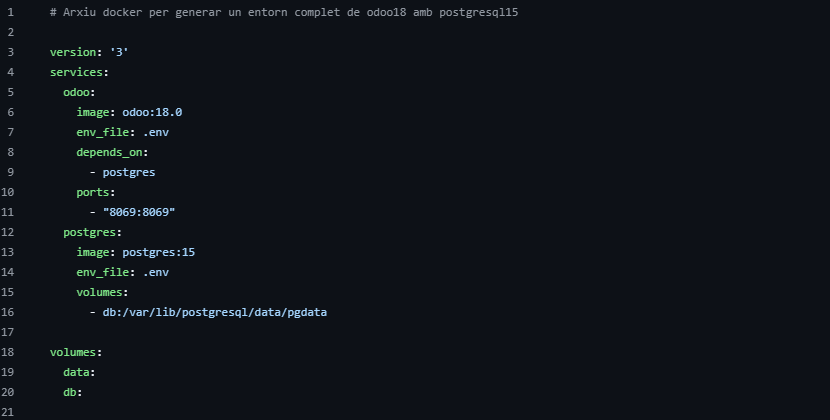 1 # Arxiu docker per generar un entorn complet de odoo18 amb postgresql15
2
3 version: '3'
4 services:
5   odoo:
6     image: odoo:18.0
7     env_file: .env
8     depends_on:
9       - postgres
10     ports:
11       - "8069:8069"
12   postgres:
13     image: postgres:15
14     env_file: .env
15     volumes:
16       - db:/var/lib/postgresql/data/pgdata
17
18 volumes:
19   data:
20   db:
21